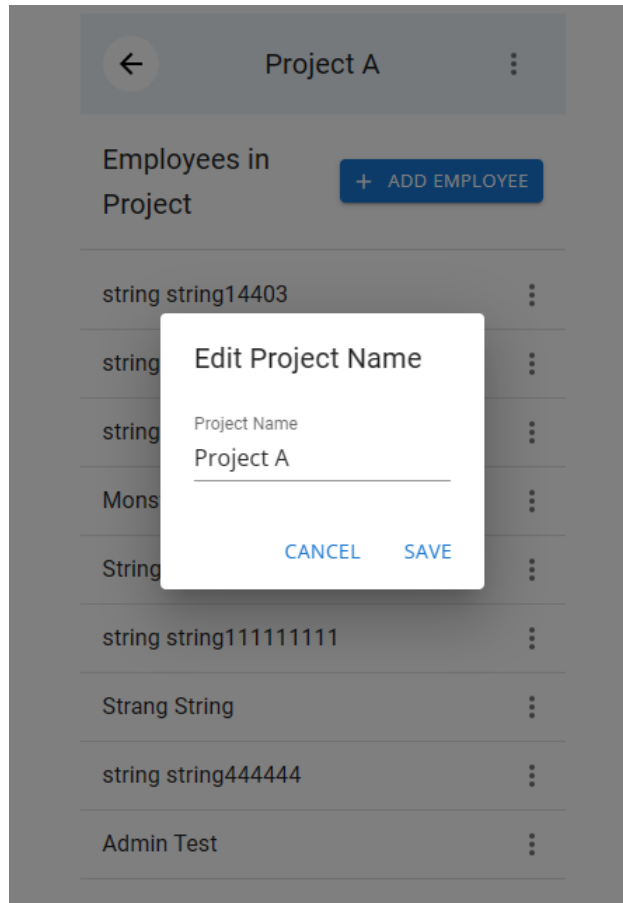 Project A
Employees in
Project
+ ADD EMPLOYEE
string string14403
string
string
Mons
String
string string111111111
Strang String
string string444444
Admin Test
Edit Project Name
Project Name
Project A
CANCEL SAVE